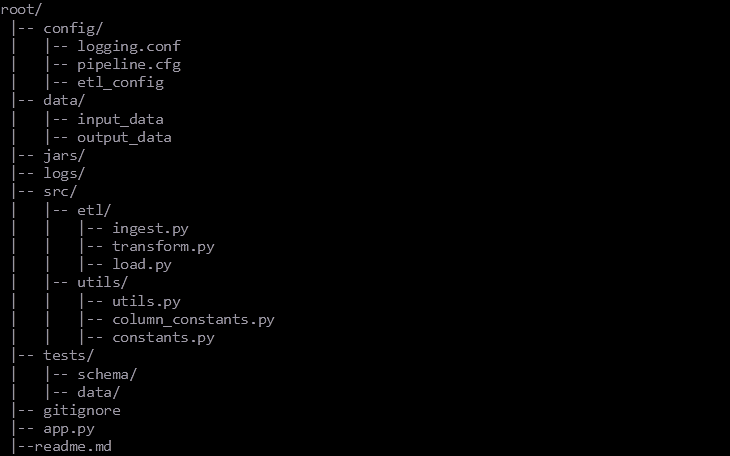 root/
 |-- config/
 |   |-- logging.conf
 |   |-- pipeline.cfg
 |   |-- etl_config
 |-- data/
 |   |-- input_data
 |   |-- output_data
 |-- jars/
 |-- logs/
 |-- src/
 |   |-- etl/
 |   |   |-- ingest.py
 |   |   |-- transform.py
 |   |   |-- load.py
 |   |-- utils/
 |   |   |-- utils.py
 |   |   |-- column_constants.py
 |   |   |-- constants.py
 |-- tests/
 |   |-- schema/
 |   |-- data/
 |-- gitignore
 |-- app.py
 |--readme.md